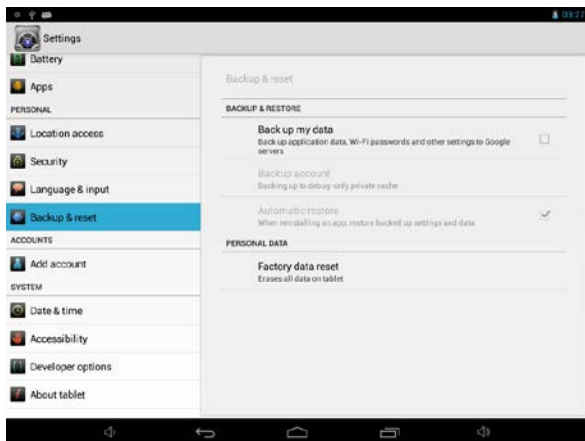 03:27
Settings
Battery
Apps
PERSONAL
Location access
Security
Language & input
Backup & reset
ACCOUNTS
Add account
SYSTEM
Date & time
Accessibility
Developer options
About tablet
Backup & reset
BACKUP & RESTORE
Back up my data
Back up application data, Wi-Fi passwords and other settings to Google
servers
Backup account
Backing up to debug-only private cache
Automatic restore
When reinstalling an app, restore backed up settings and data
PERSONAL DATA
Factory data reset
Erases all data on tablet